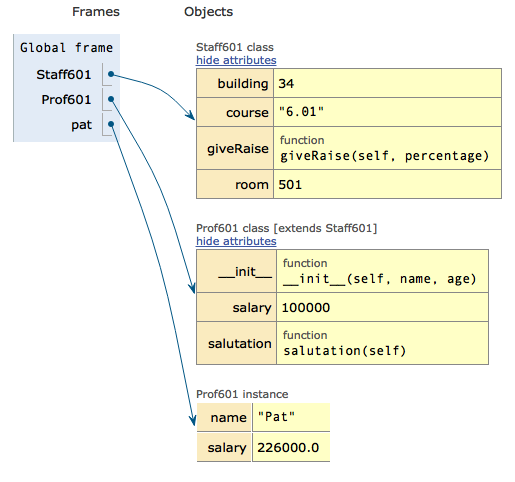 Frames Objects
Global frame
Staff601
Prof601
pat
Staff601 class
hide attributes
building 34
course "6.01"
giveRaise function
giveRaise(self, percentage)
room 501
Prof601 class [extends Staff601]
hide attributes
__init__ function
__init__(self, name, age)
salary 100000
salutation function
salutation(self)
Prof601 instance
name "Pat"
salary 226000.0